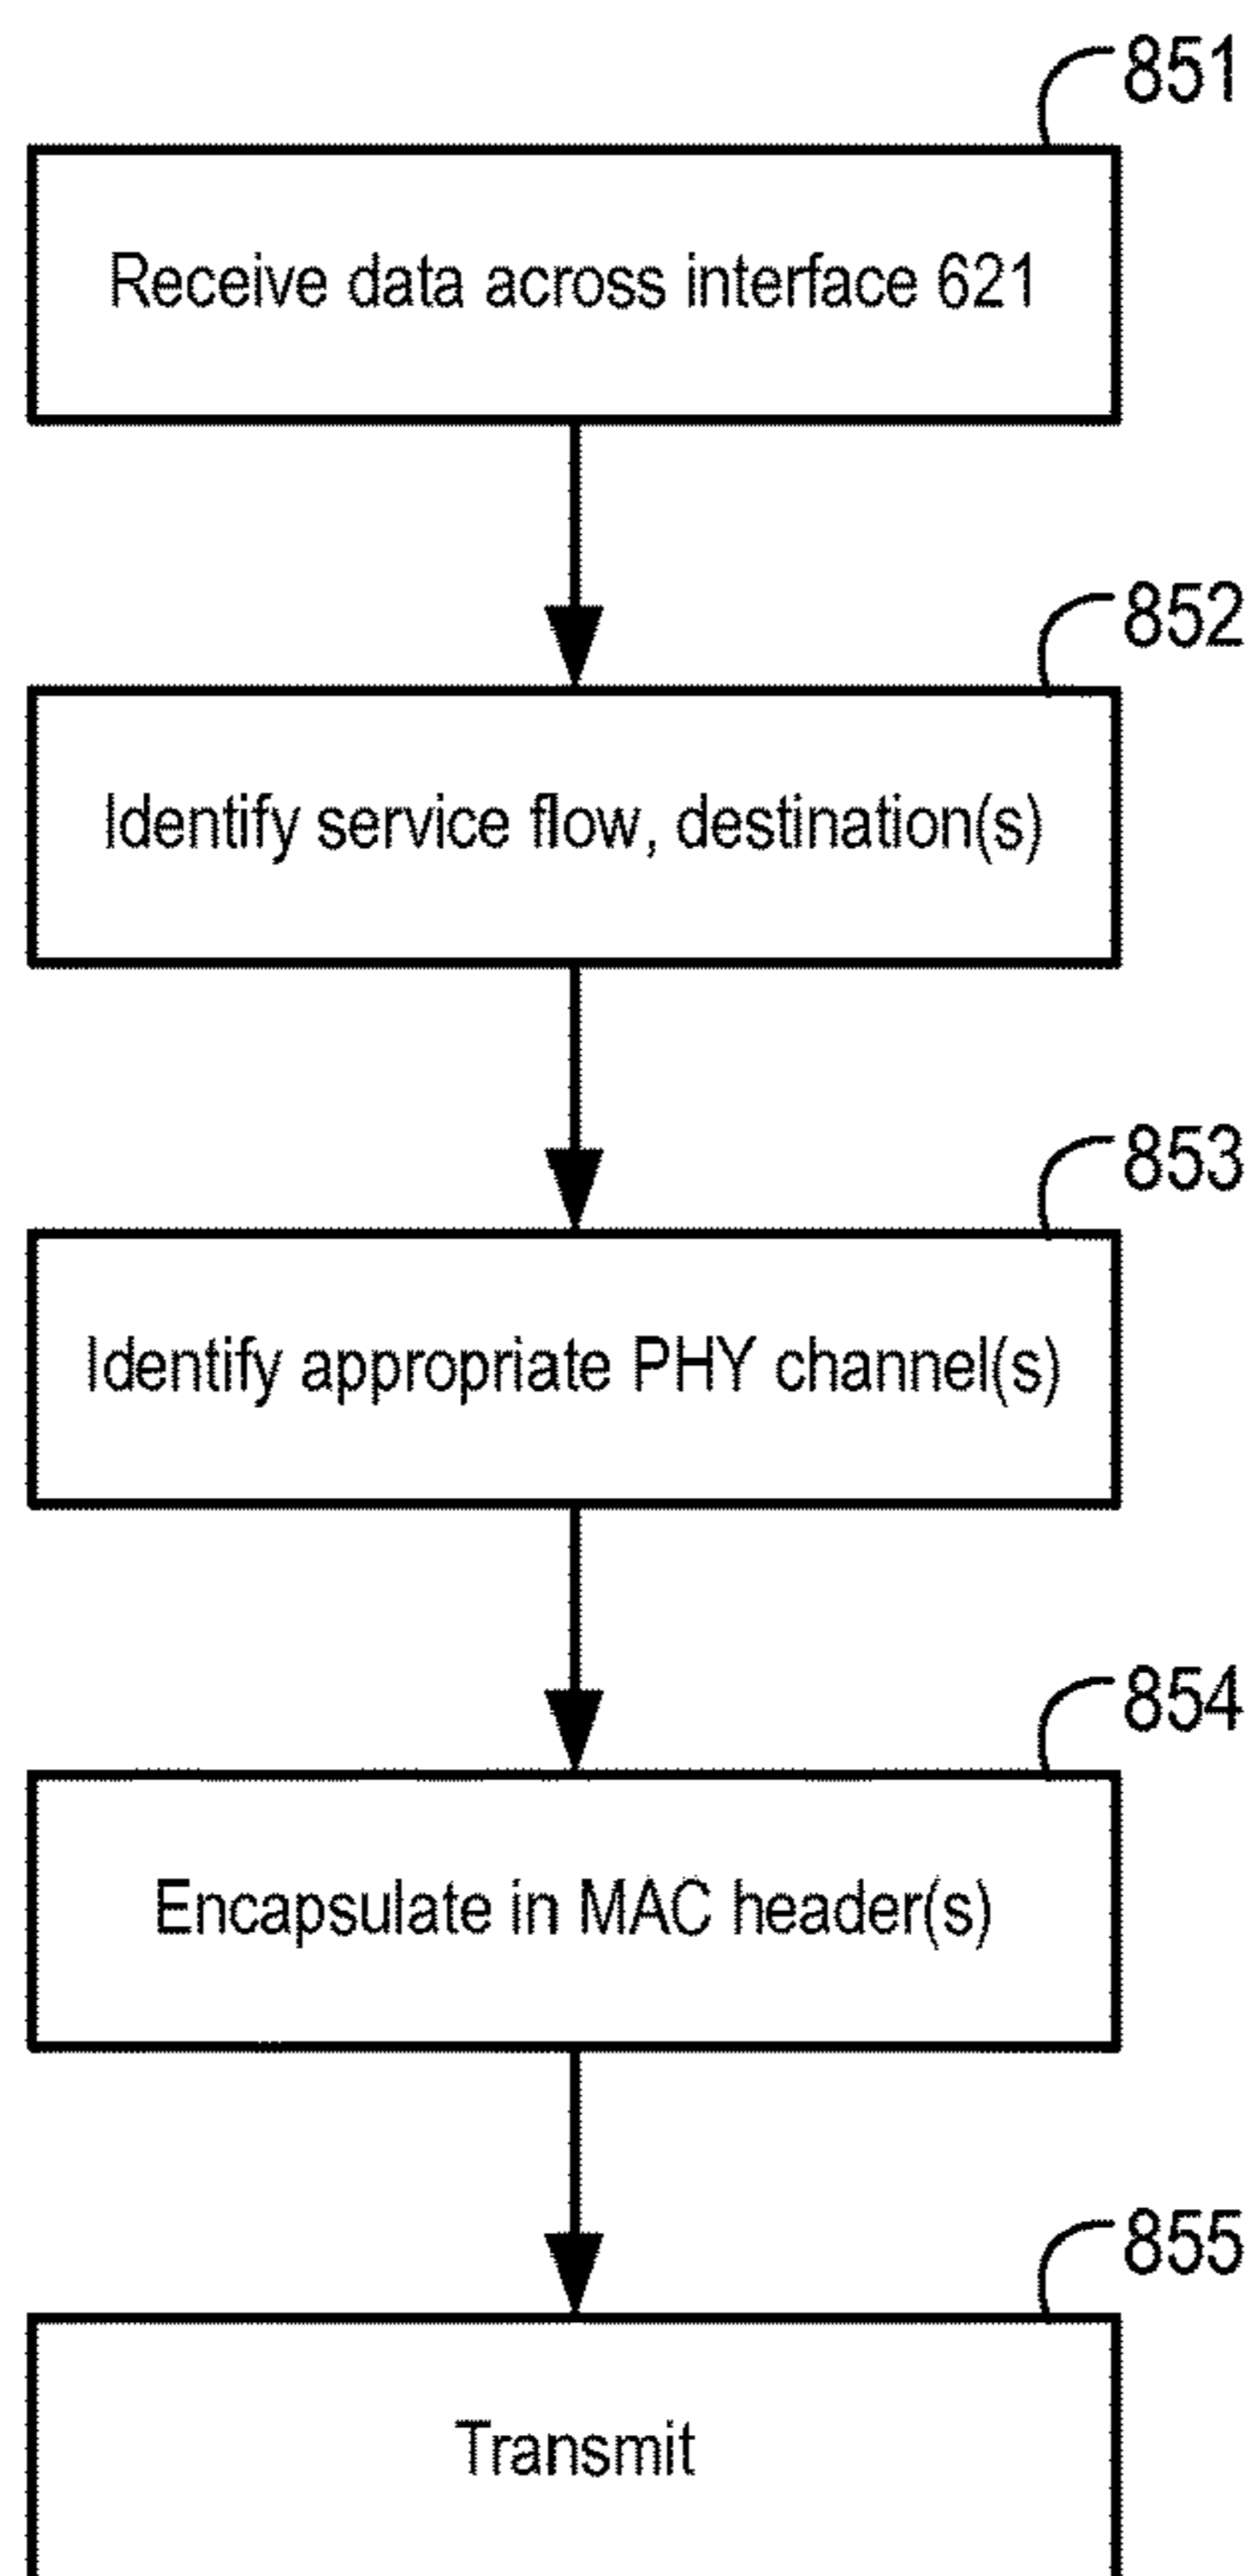 851
Receive data across interface 621
852
Identify service flow, destination(s)
853
Identify appropriate PHY channel(s)
854
Encapsulate in MAC header(s)
855
Transmit